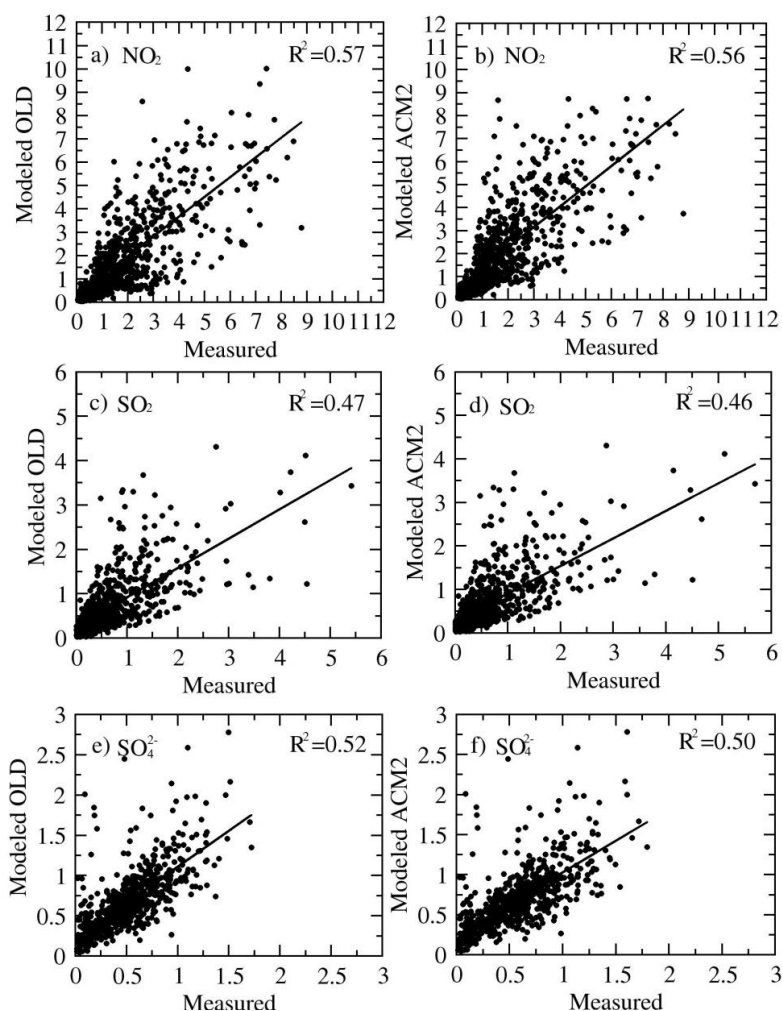 a) NO₂ R²=0.57
12
11
10
9
8
7
6
5
4
3
2
1
0
Modeled OLD
0 1 2 3 4 5 6 7 8 9 10 11 12
Measured
b) NO₂ R²=0.56
12
11
10
9
8
7
6
5
4
3
2
1
0
Modeled ACM2
0 1 2 3 4 5 6 7 8 9 10 11 12
Measured
c) SO₂ R²=0.47
6
5
4
3
2
1
0
Modeled OLD
0 1 2 3 4 5 6
Measured
d) SO₂ R²=0.46
6
5
4
3
2
1
0
Modeled ACM2
0 1 2 3 4 5 6
Measured
e) SO₄²⁻ R²=0.52
3
2.5
2
1.5
1
0.5
0
Modeled OLD
0 0.5 1 1.5 2 2.5 3
Measured
f) SO₄²⁻ R²=0.50
3
2.5
2
1.5
1
0.5
0
Modeled ACM2
0 0.5 1 1.5 2 2.5 3
Measured